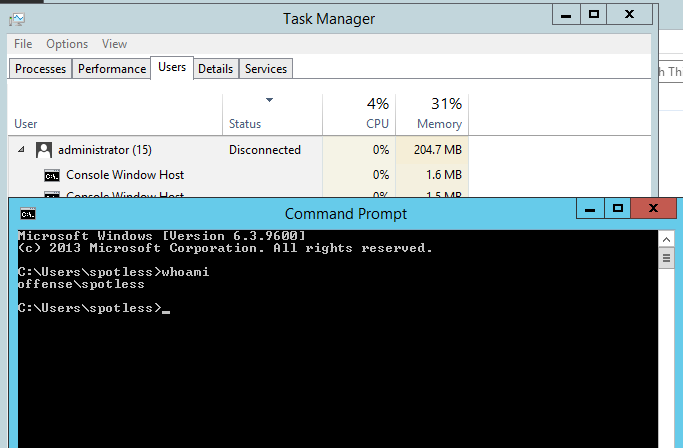 Task Manager
File Options View
Processes Performance Users Details Services
4% 31%
User Status CPU Memory
administrator (15) Disconnected 0% 204.7 MB
Console Window Host 0% 1.6 MB
Console Window Host 0% 1.5 MB
Command Prompt
Microsoft Windows [Version 6.3.9600]
(c) 2013 Microsoft Corporation. All rights reserved.
C:\Users\spotless>whoami
offense\spotless
C:\Users\spotless>_